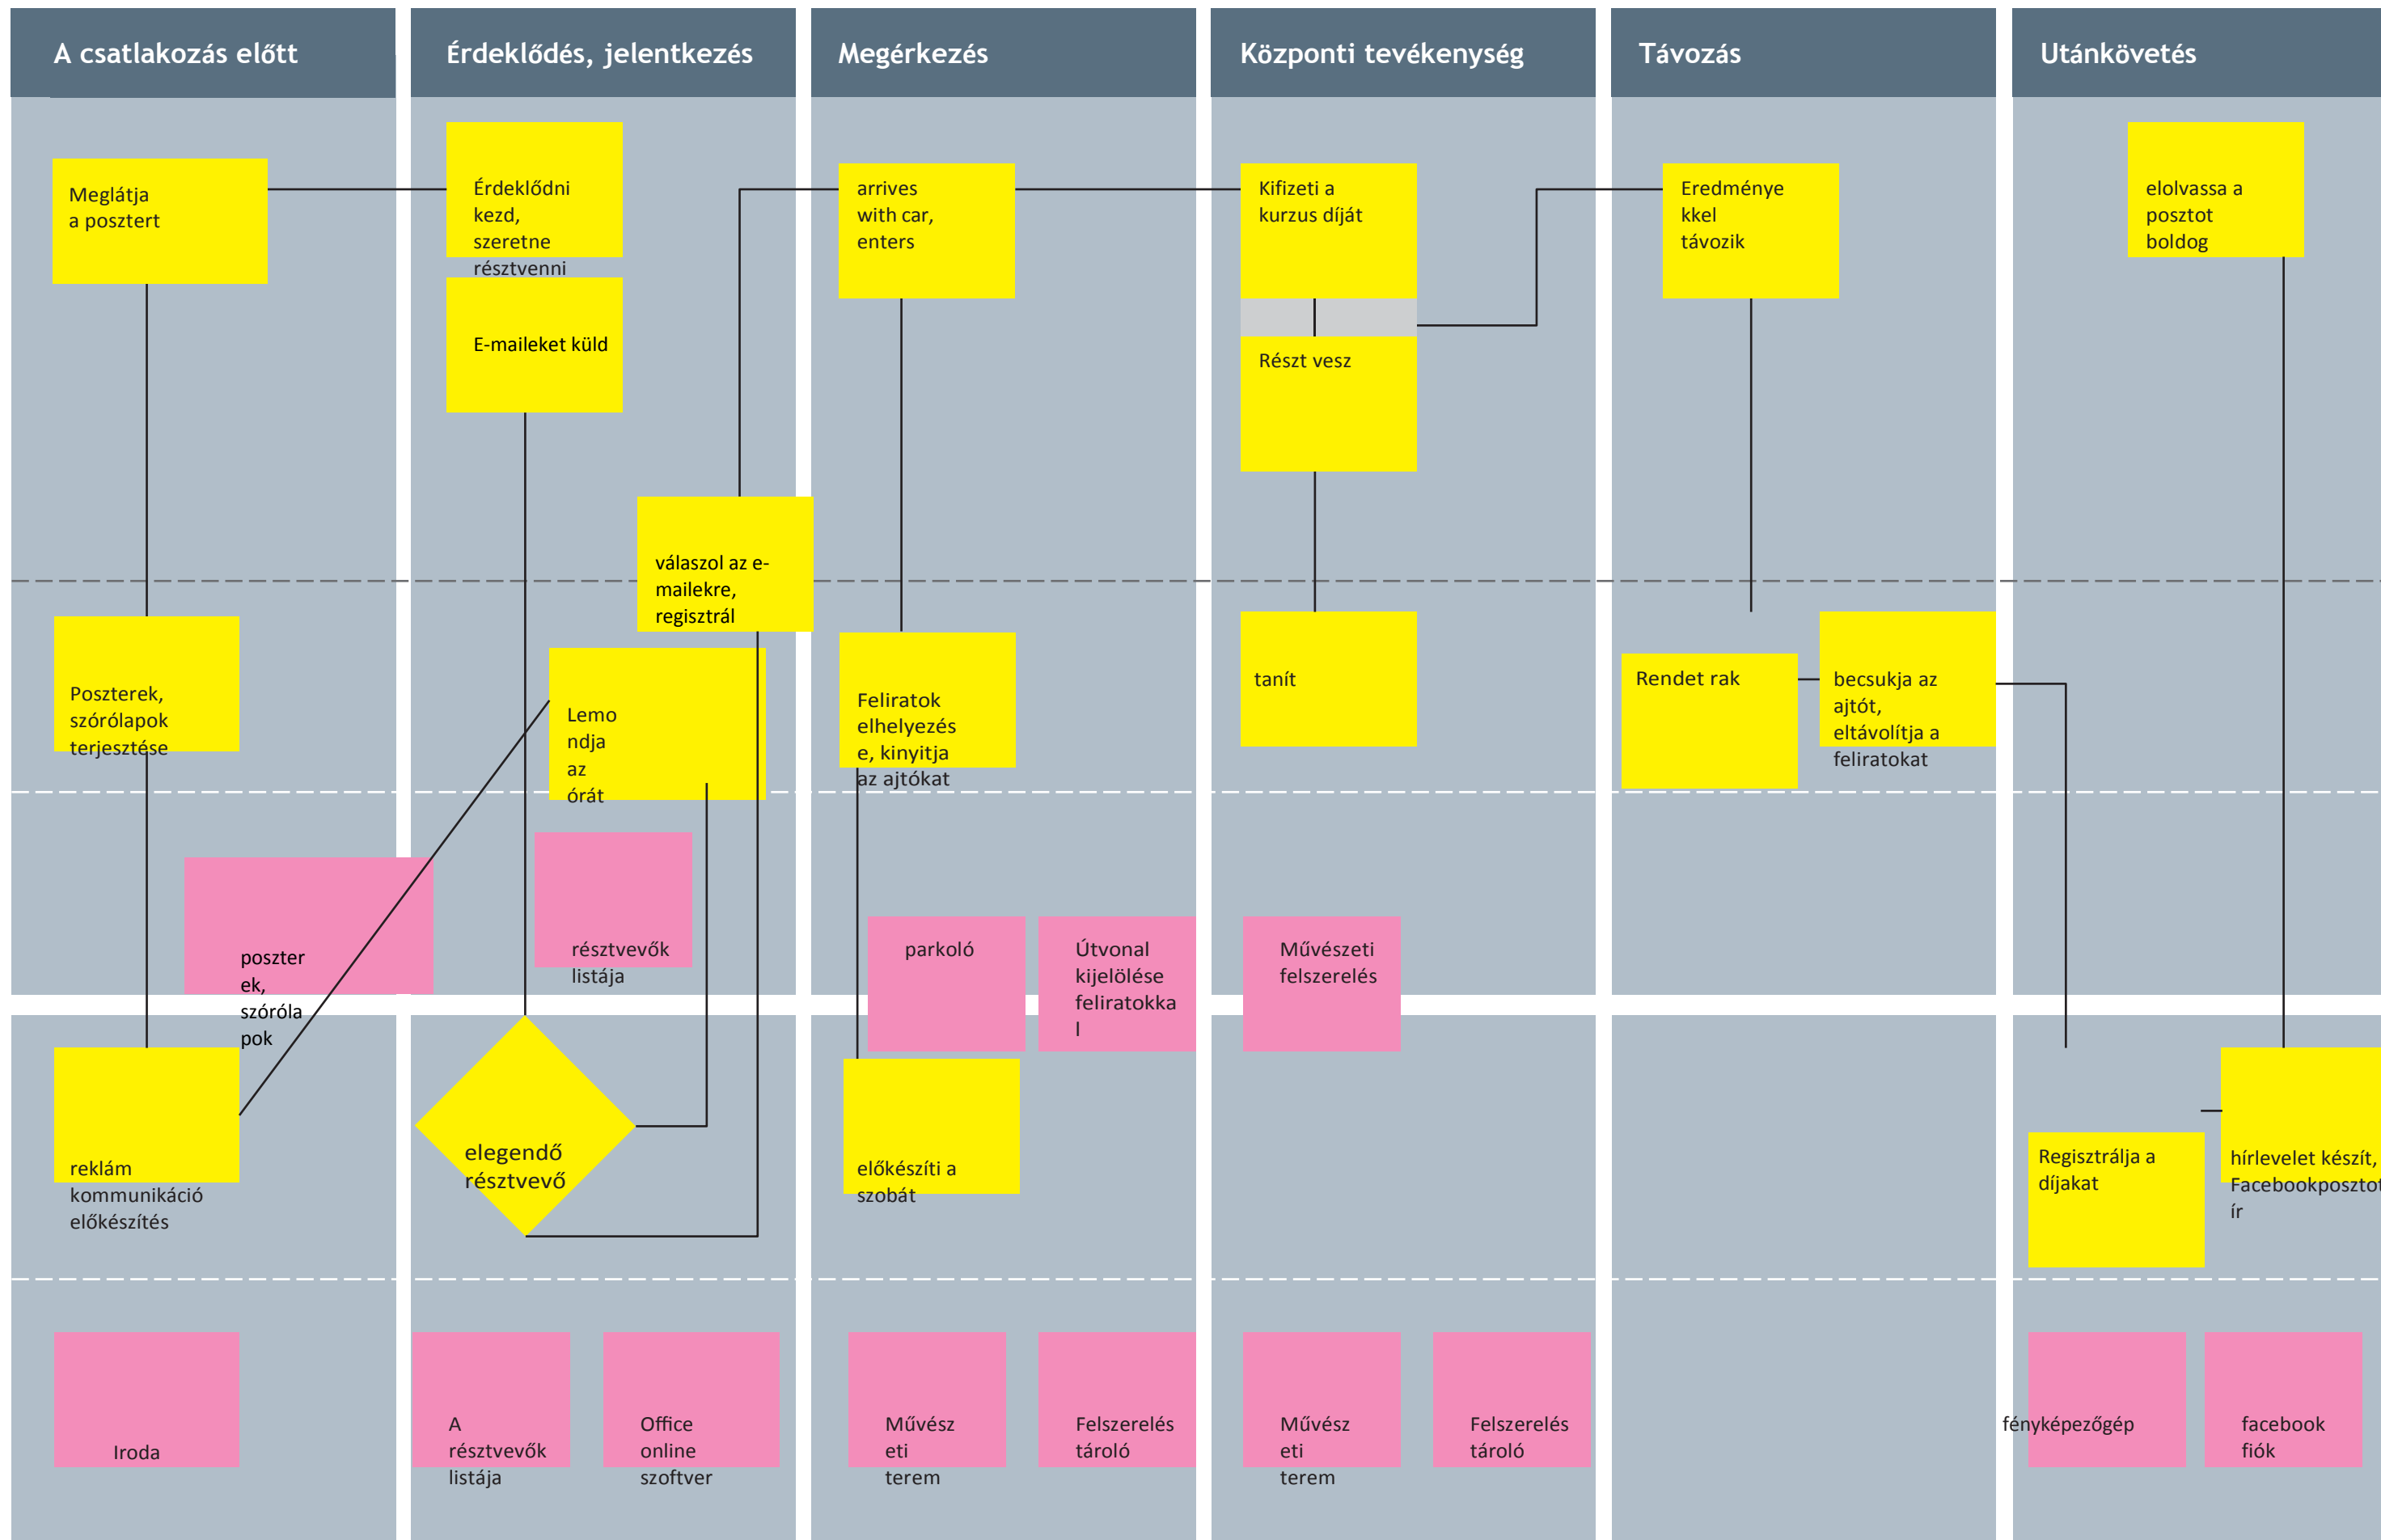 A csatlakozás előtt
Érdeklődés, jelentkezés
Megérkezés
Központi tevékenység
Távozás
Utánkövetés
Meglátja
a posztert
Érdeklődni
kezd,
szeretne
résztvenni
E-maileket küld
arrives
with car,
enters
Kifizeti a
kurzus díját
Részt vesz
Eredménye
kkel
távozik
elolvassa a
posztot
boldog
válaszol az e-
mailekre,
regisztrál
Poszterek,
szórólapok
terjesztése
Lemo
ndja
az
órát
Feliratok
elhelyezés
e, kinyitja
az ajtókat
tanít
Rendet rak
becsukja az
ajtót,
eltávolítja a
feliratokat
poszter
ek,
szóróla
pok
résztvevők
listája
parkoló
Útvonal
kijelölése
feliratokka
l
Művészeti
felszerelés
reklám
kommunikáció
előkészítés
elegendő
résztvevő
előkészíti a
szobát
Regisztrálja a
díjakat
hírlevelet készít,
Facebookposztot
ír
Iroda
A
résztvevők
listája
Office
online
szoftver
Művész
eti
terem
Felszerelés
tároló
Művész
eti
terem
Felszerelés
tároló
fényképezőgép
facebook
fiók